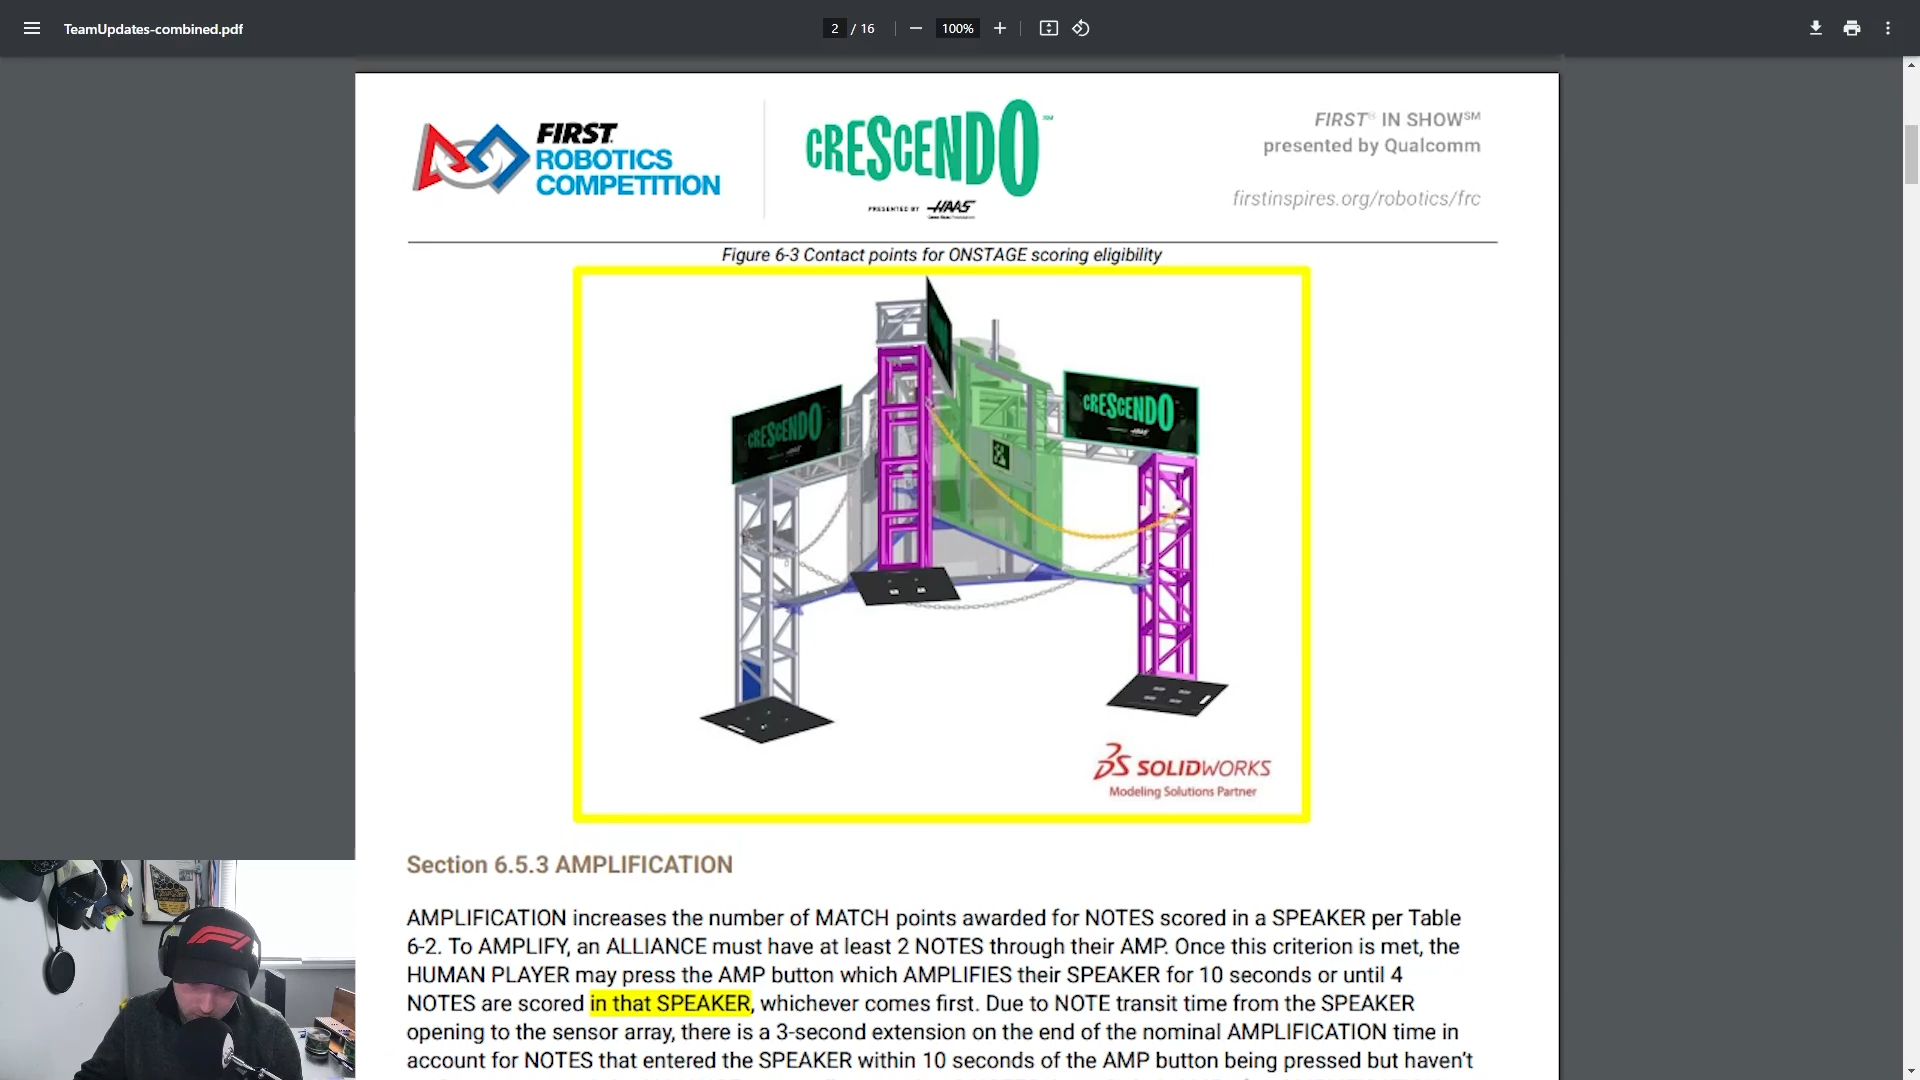 TeamUpdates-combined.pdf
2 / 16
100%
FIRST
ROBOTICS
COMPETITION
CRESCENDO
PRESENTED BY HAAS
FIRST® IN SHOW℠
presented by Qualcomm
firstinspires.org/robotics/frc
Figure 6-3 Contact points for ONSTAGE scoring eligibility
CRESCENDO
CRESCENDO
SOLIDWORKS
Modeling Solutions Partner
Section 6.5.3 AMPLIFICATION
AMPLIFICATION increases the number of MATCH points awarded for NOTES scored in a SPEAKER per Table
6-2. To AMPLIFY, an ALLIANCE must have at least 2 NOTES through their AMP. Once this criterion is met, the
HUMAN PLAYER may press the AMP button which AMPLIFIES their SPEAKER for 10 seconds or until 4
NOTES are scored in that SPEAKER, whichever comes first. Due to NOTE transit time from the SPEAKER
opening to the sensor array, there is a 3-second extension on the end of the nominal AMPLIFICATION time in
account for NOTES that entered the SPEAKER within 10 seconds of the AMP button being pressed but haven't